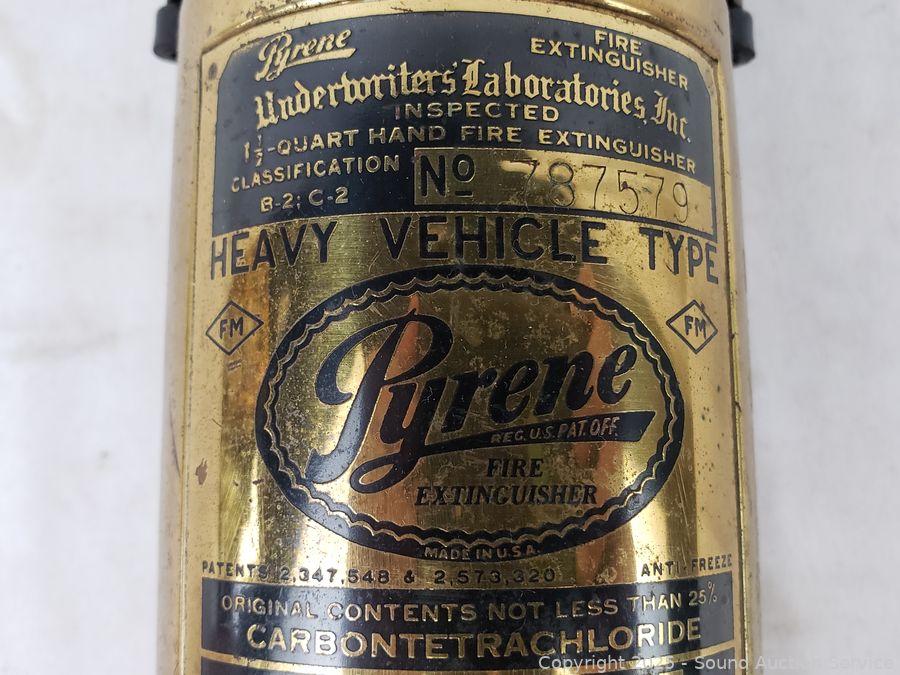 Pyrene
FIRE
EXTINGUISHER
Underwriters' Laboratories, Inc.
INSPECTED
1½-QUART HAND FIRE EXTINGUISHER
CLASSIFICATION
B-2; C-2
No 787579
HEAVY VEHICLE TYPE
FM
FM
Pyrene
REG. U.S. PAT. OFF.
FIRE
EXTINGUISHER
MADE IN U.S.A.
PATENTS 2,347,548 & 2,573,320
ANTI-FREEZE
ORIGINAL CONTENTS NOT LESS THAN 25%
CARBONTETRACHLORIDE
Copyright 2025 - Sound Auction Service